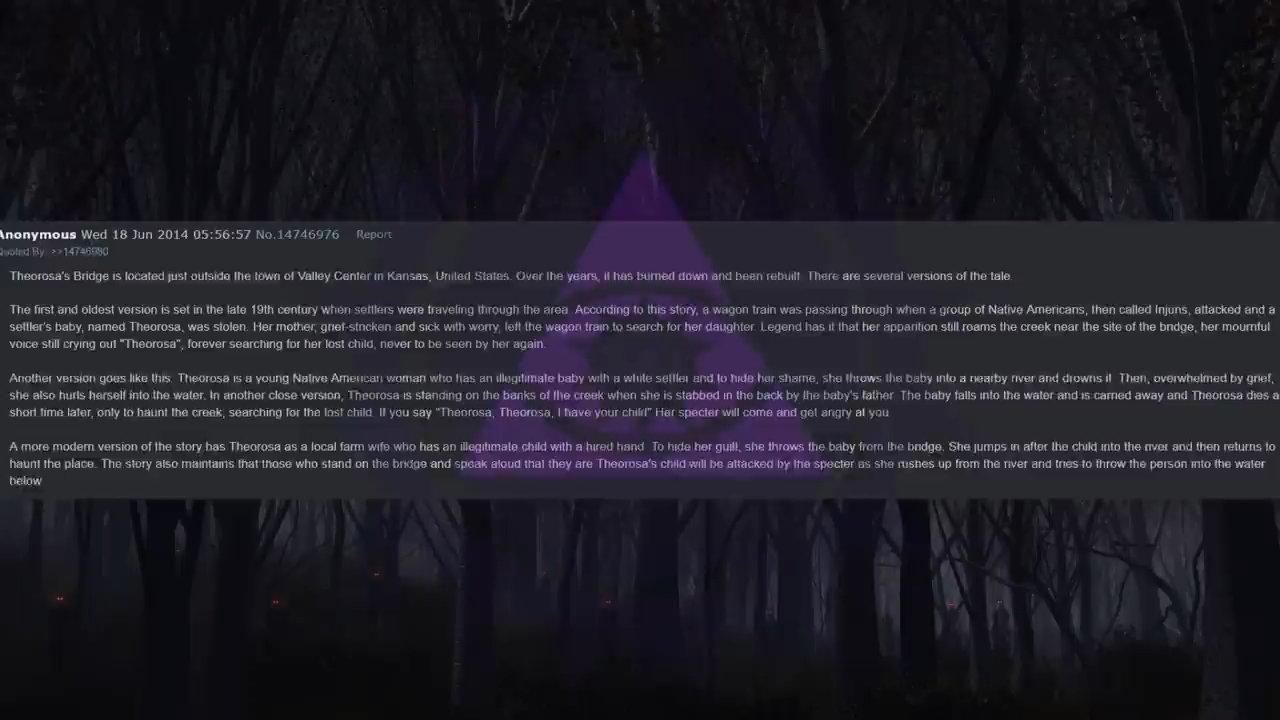 Anonymous Wed 18 Jun 2014 05:56:57 No.14746976 Report
Quoted By: >>14746980
Theorosa's Bridge is located just outside the town of Valley Center in Kansas, United States. Over the years, it has burned down and been rebuilt. There are several versions of the tale.
The first and oldest version is set in the late 19th century when settlers were traveling through the area. According to this story, a wagon train was passing through when a group of Native Americans, then called Injuns, attacked and a
settler's baby, named Theorosa, was stolen. Her mother, grief-stricken and sick with worry, left the wagon train to search for her daughter. Legend has it that her apparition still roams the creek near the site of the bridge, her mournful
voice still crying out "Theorosa", forever searching for her lost child, never to be seen by her again.
Another version goes like this. Theorosa is a young Native American woman who has an illegitimate baby with a white settler and to hide her shame, she throws the baby into a nearby river and drowns it. Then, overwhelmed by grief,
she also hurls herself into the water. In another close version, Theorosa is standing on the banks of the creek when she is stabbed in the back by the baby's father. The baby falls into the water and is carried away and Theorosa dies a
short time later, only to haunt the creek, searching for the lost child. If you say "Theorosa, Theorosa, I have your child" Her specter will come and get angry at you.
A more modern version of the story has Theorosa as a local farm wife who has an illegitimate child with a hired hand. To hide her guilt, she throws the baby from the bridge. She jumps in after the child into the river and then returns to
haunt the place. The story also maintains that those who stand on the bridge and speak aloud that they are Theorosa's child will be attacked by the specter as she rushes up from the river and tries to throw the person into the water
below